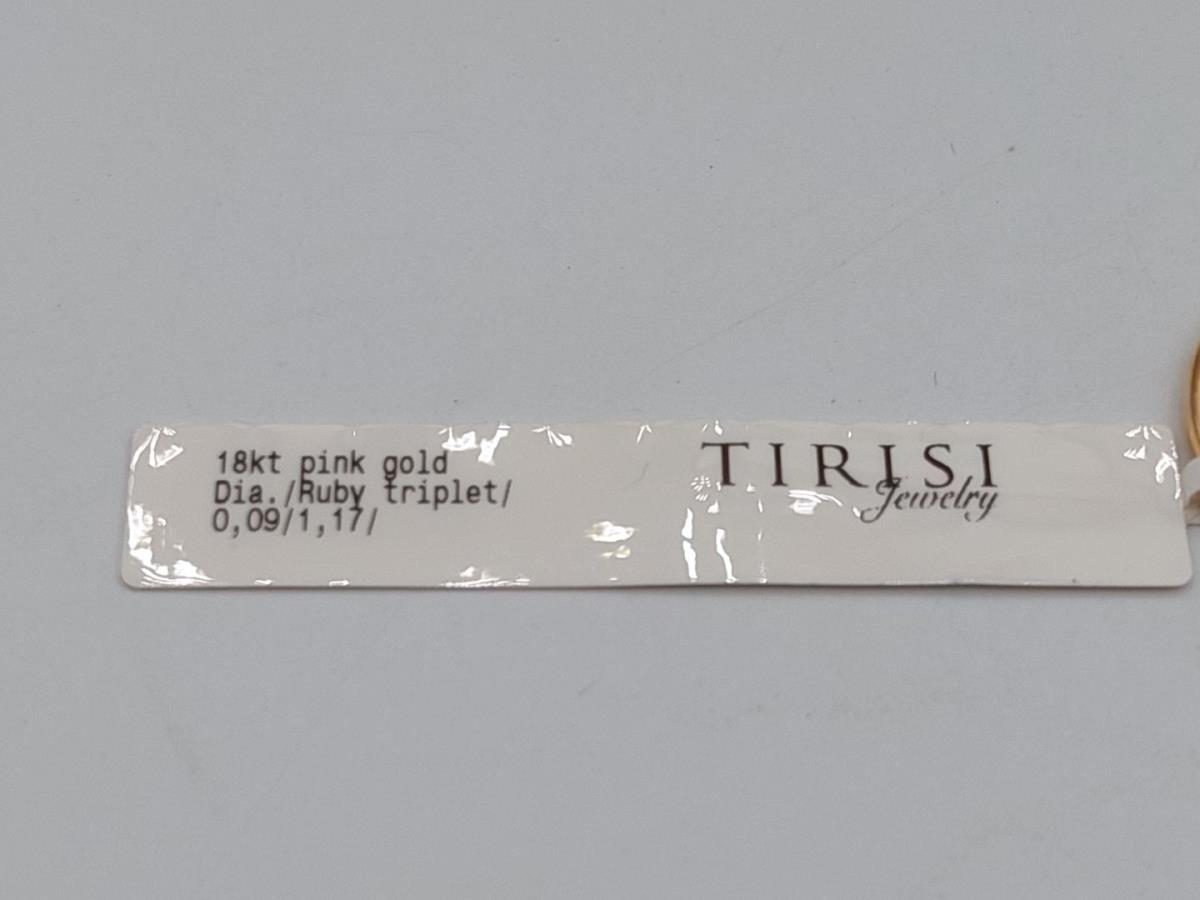 18kt pink gold
Dia./Ruby triplet/
0,09/1,17/
TIRISI
Jewelry